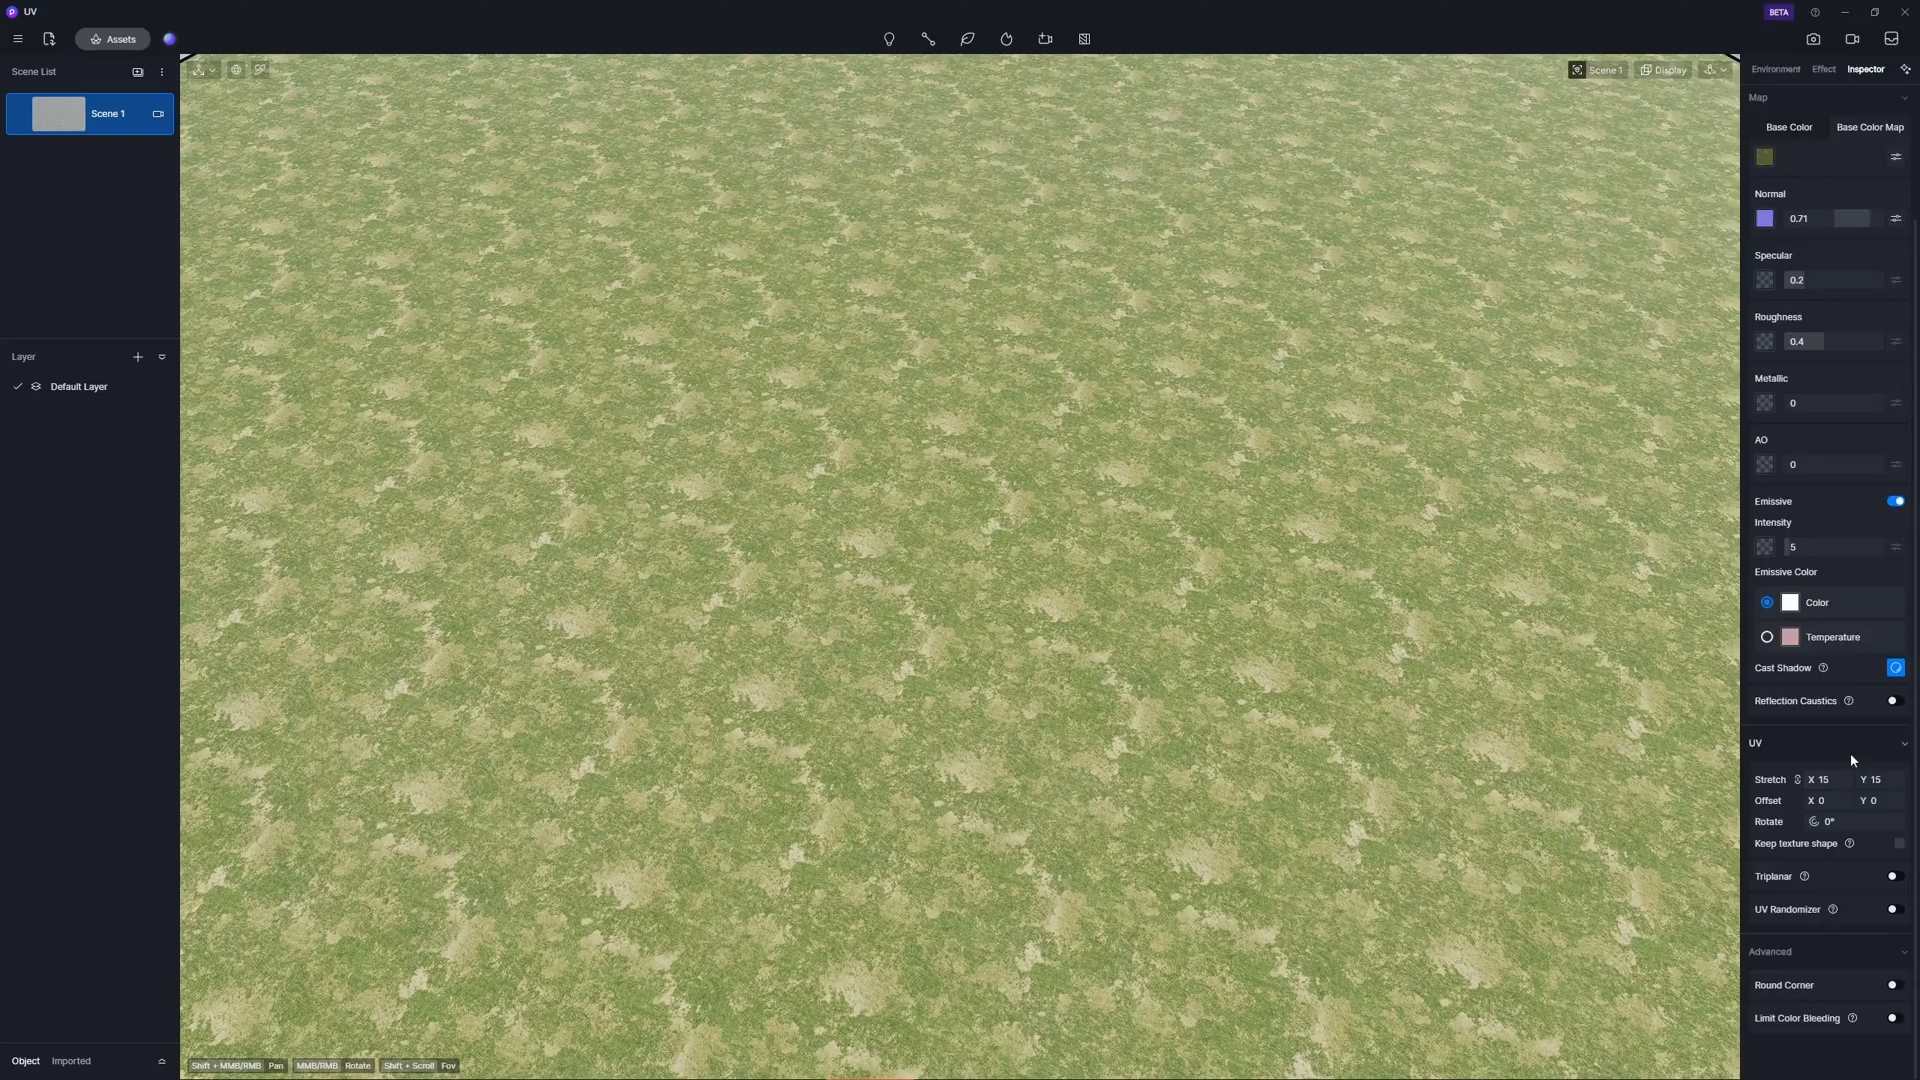 UV
BETA
Assets
Scene List
Scene 1
Scene 1
Display
Environment
Effect
Inspector
Map
Base Color
Base Color Map
Normal
0.71
Specular
0.2
Roughness
0.4
Metallic
0
AO
0
Emissive
Intensity
5
Emissive Color
Color
Temperature
Cast Shadow
Reflection Caustics
UV
Stretch X 15 Y 15
Offset X 0 Y 0
Rotate 0°
Keep texture shape
Triplanar
UV Randomizer
Advanced
Round Corner
Limit Color Bleeding
Layer
Default Layer
Object Imported
Shift + MMB/RMB Pan MMB/RMB Rotate Shift + Scroll Fov